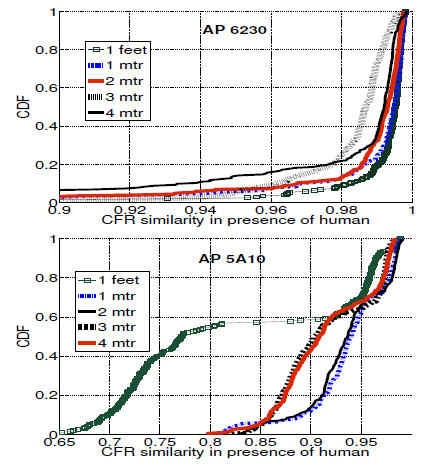 AP 6230
CDF
1
0.8
0.6
0.4
0.2
0
1 feet
1 mtr
2 mtr
3 mtr
4 mtr
0.9 0.92 0.94 0.96 0.98 1
CFR similarity in presence of human
AP 5A10
CDF
1
0.8
0.6
0.4
0.2
0
1 feet
1 mtr
2 mtr
3 mtr
4 mtr
0.65 0.7 0.75 0.8 0.85 0.9 0.95
CFR similarity in presence of human